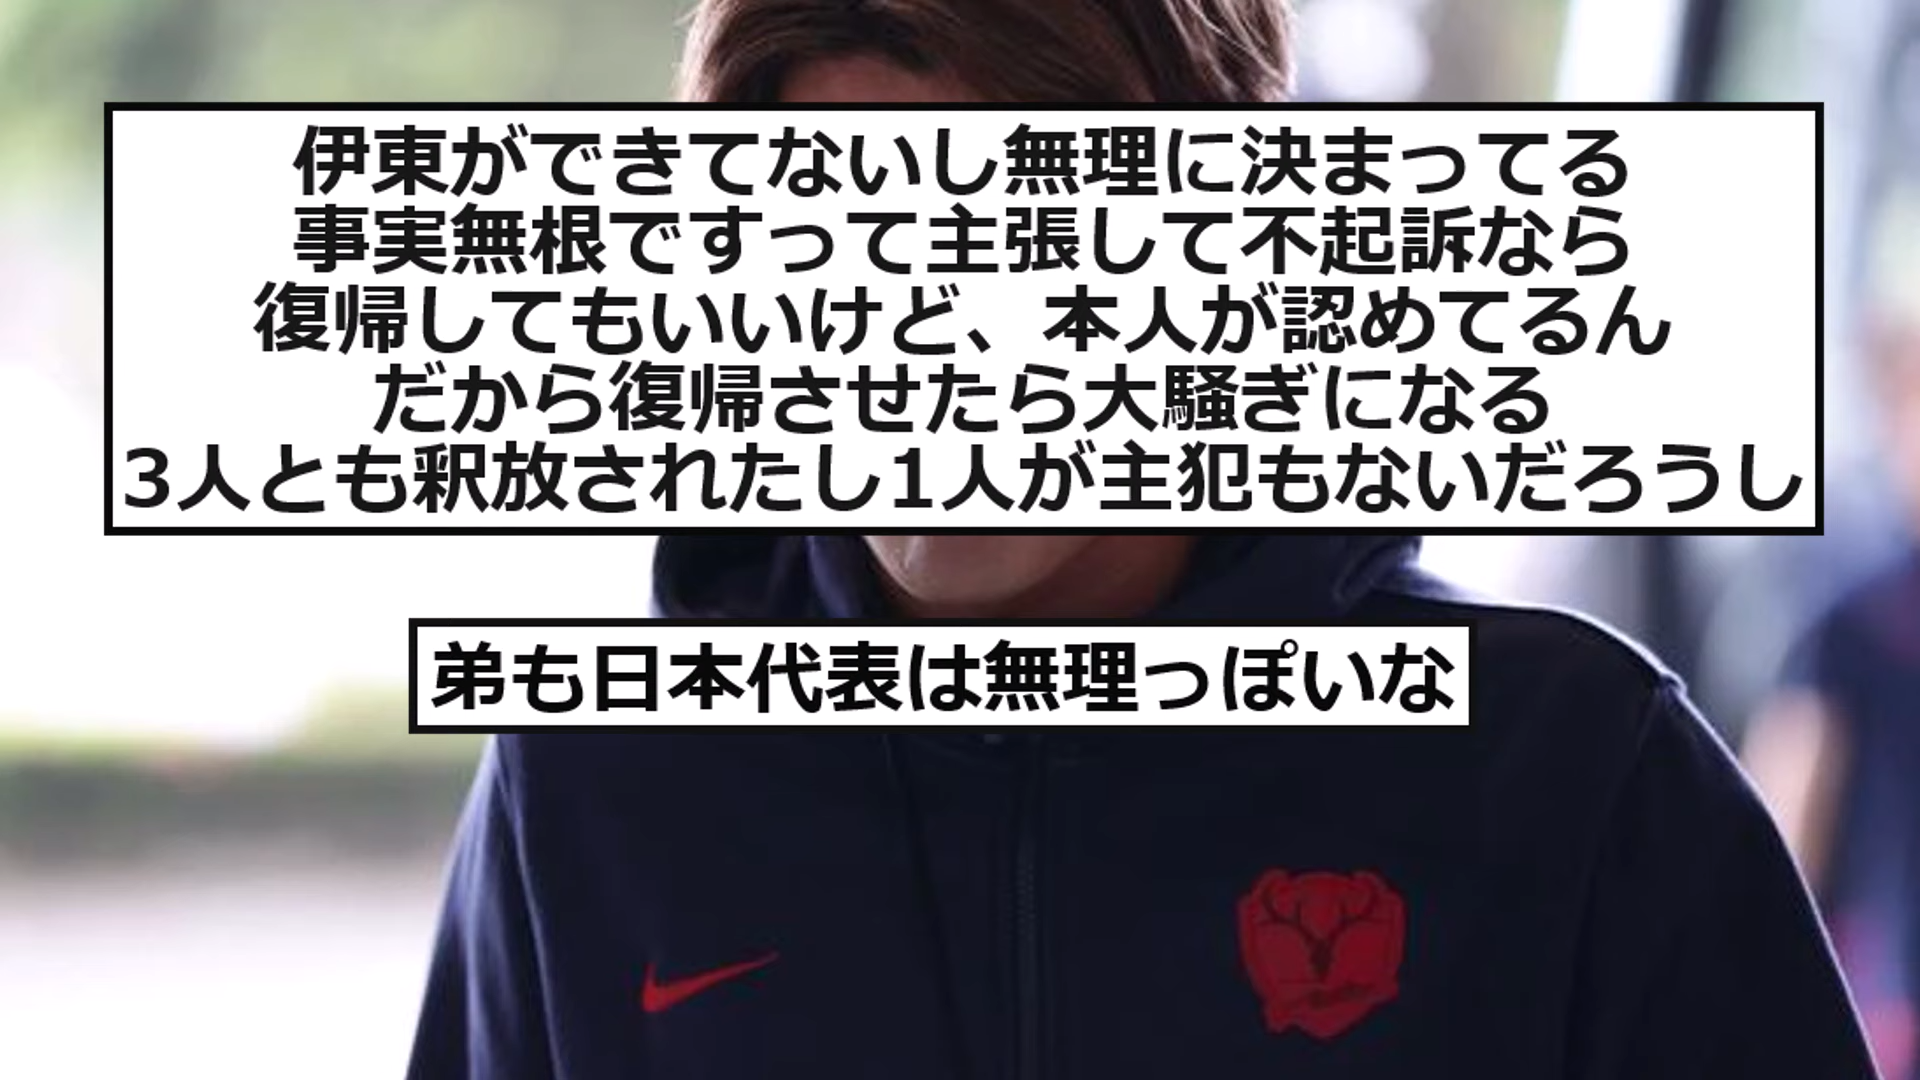 伊東ができてないし無理に決まってる
事実無根ですって主張して不起訴なら
復帰してもいいけど、本人が認めてるん
だから復帰させたら大騒ぎになる
3人とも釈放されたし1人が主犯もないだろうし
弟も日本代表は無理っぽいな